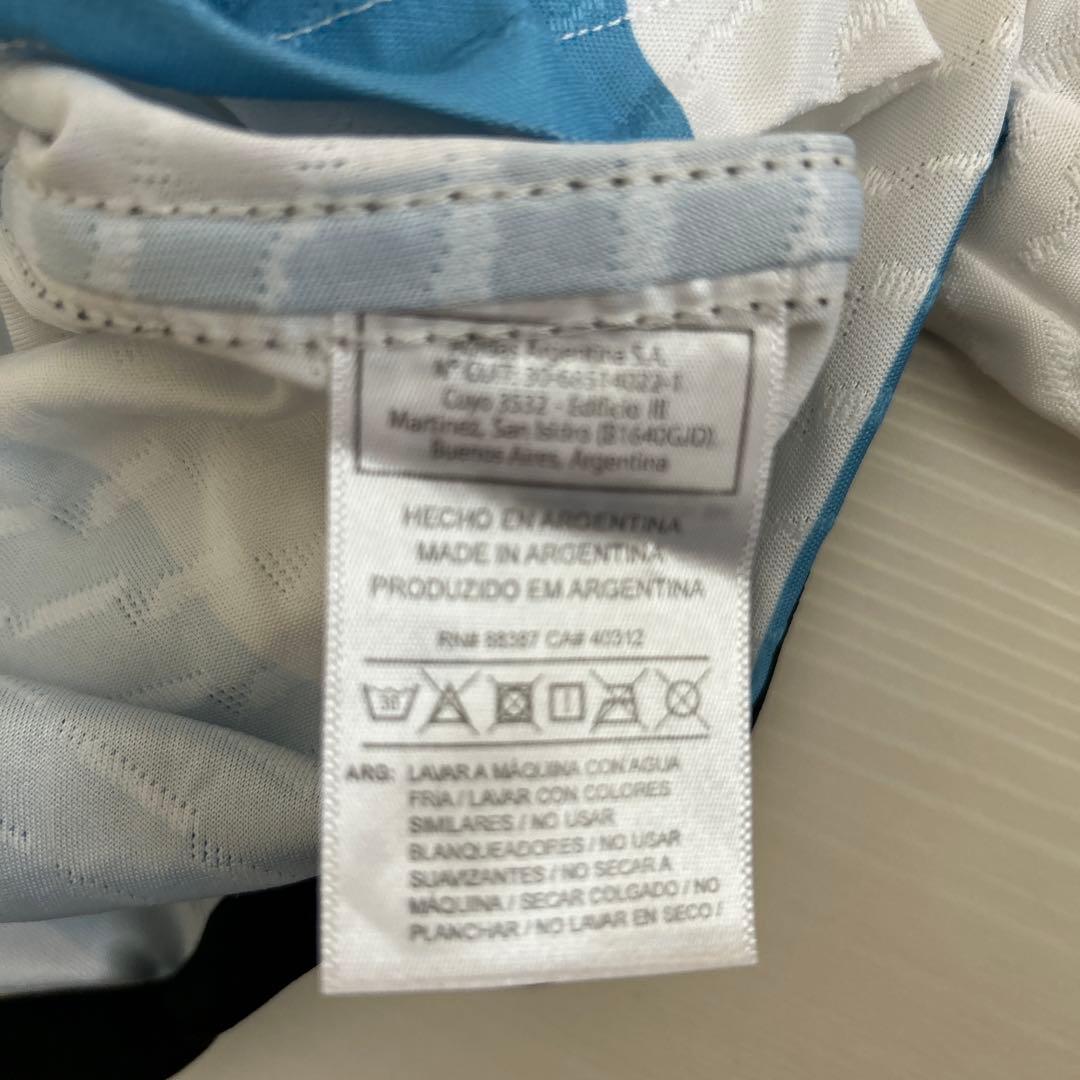 Argentina S.A.
N° CUIT: 30-68514022-1
Cuyo 3532 - Edificio III
Martinez, San Isidro (B1640GJD),
Buenos Aires, Argentina
HECHO EN ARGENTINA
MADE IN ARGENTINA
PRODUZIDO EM ARGENTINA
RN# 88387 CA# 40312
30
ARG: LAVAR A MÁQUINA CON AGUA
FRIA / LAVAR CON COLORES
SIMILARES / NO USAR
BLANQUEADORES / NO USAR
SUAVIZANTES / NO SECAR A
MÁQUINA / SECAR COLGADO / NO
PLANCHAR / NO LAVAR EN SECO /